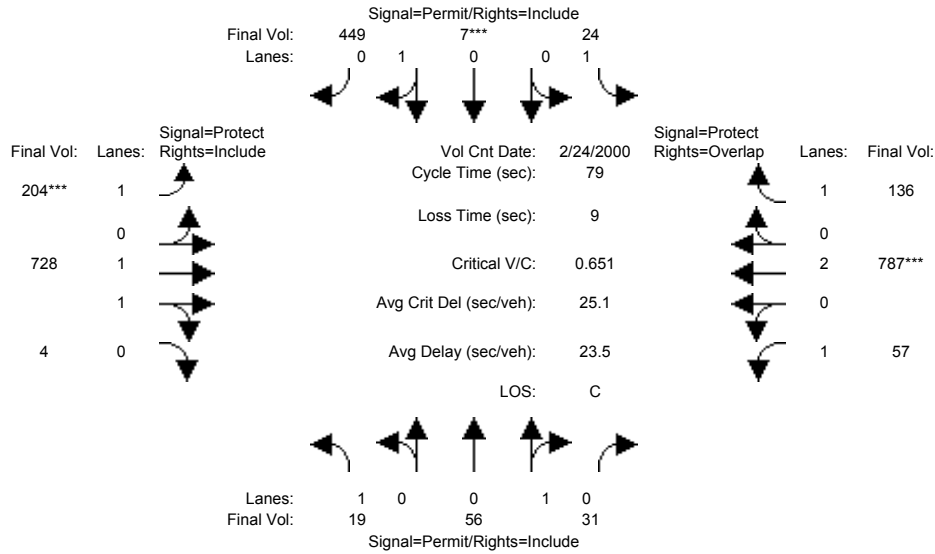 Signal=Permit/Rights=Include
Final Vol: 449 7*** 24
Lanes: 0 1 0 0 1
Signal=Protect
Final Vol: Lanes: Rights=Include
Vol Cnt Date: 2/24/2000
Signal=Protect
Rights=Overlap Lanes: Final Vol:
Cycle Time (sec): 79
204*** 1
1 136
Loss Time (sec): 9
0
0
728 1
Critical V/C: 0.651
2 787***
1
Avg Crit Del (sec/veh): 25.1
0
4 0
Avg Delay (sec/veh): 23.5
1 57
LOS: C
Lanes: 1 0 0 1 0
Final Vol: 19 56 31
Signal=Permit/Rights=Include